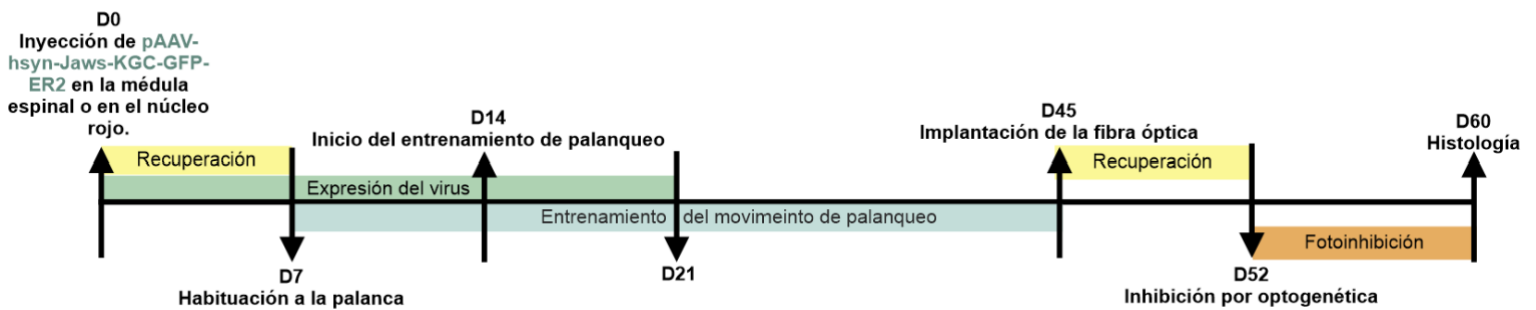 D0
Inyección de pAAV-
hsyn-Jaws-KGC-GFP-
ER2 en la médula
espinal o en el núcleo
rojo.
D14
Inicio del entrenamiento de palanqueo
D45
Implantación de la fibra óptica
D60
Histología
Recuperación
Recuperación
Expresión del virus
Entrenamiento del movimeinto de palanqueo
Fotoinhibición
D7
Habituación a la palanca
D21
D52
Inhibición por optogenética